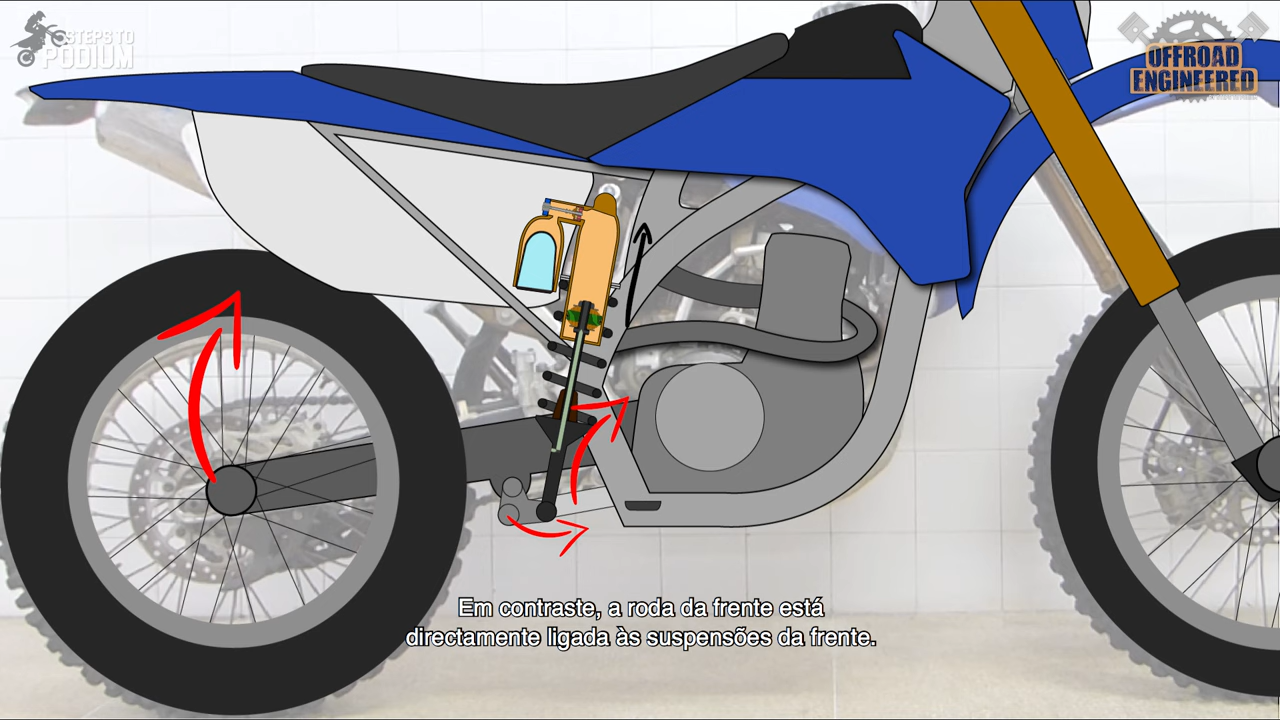 STEPS TO
PODIUM
OFFROAD
ENGINEERED
Em contraste, a roda da frente está
directamente ligada às suspensões da frente.